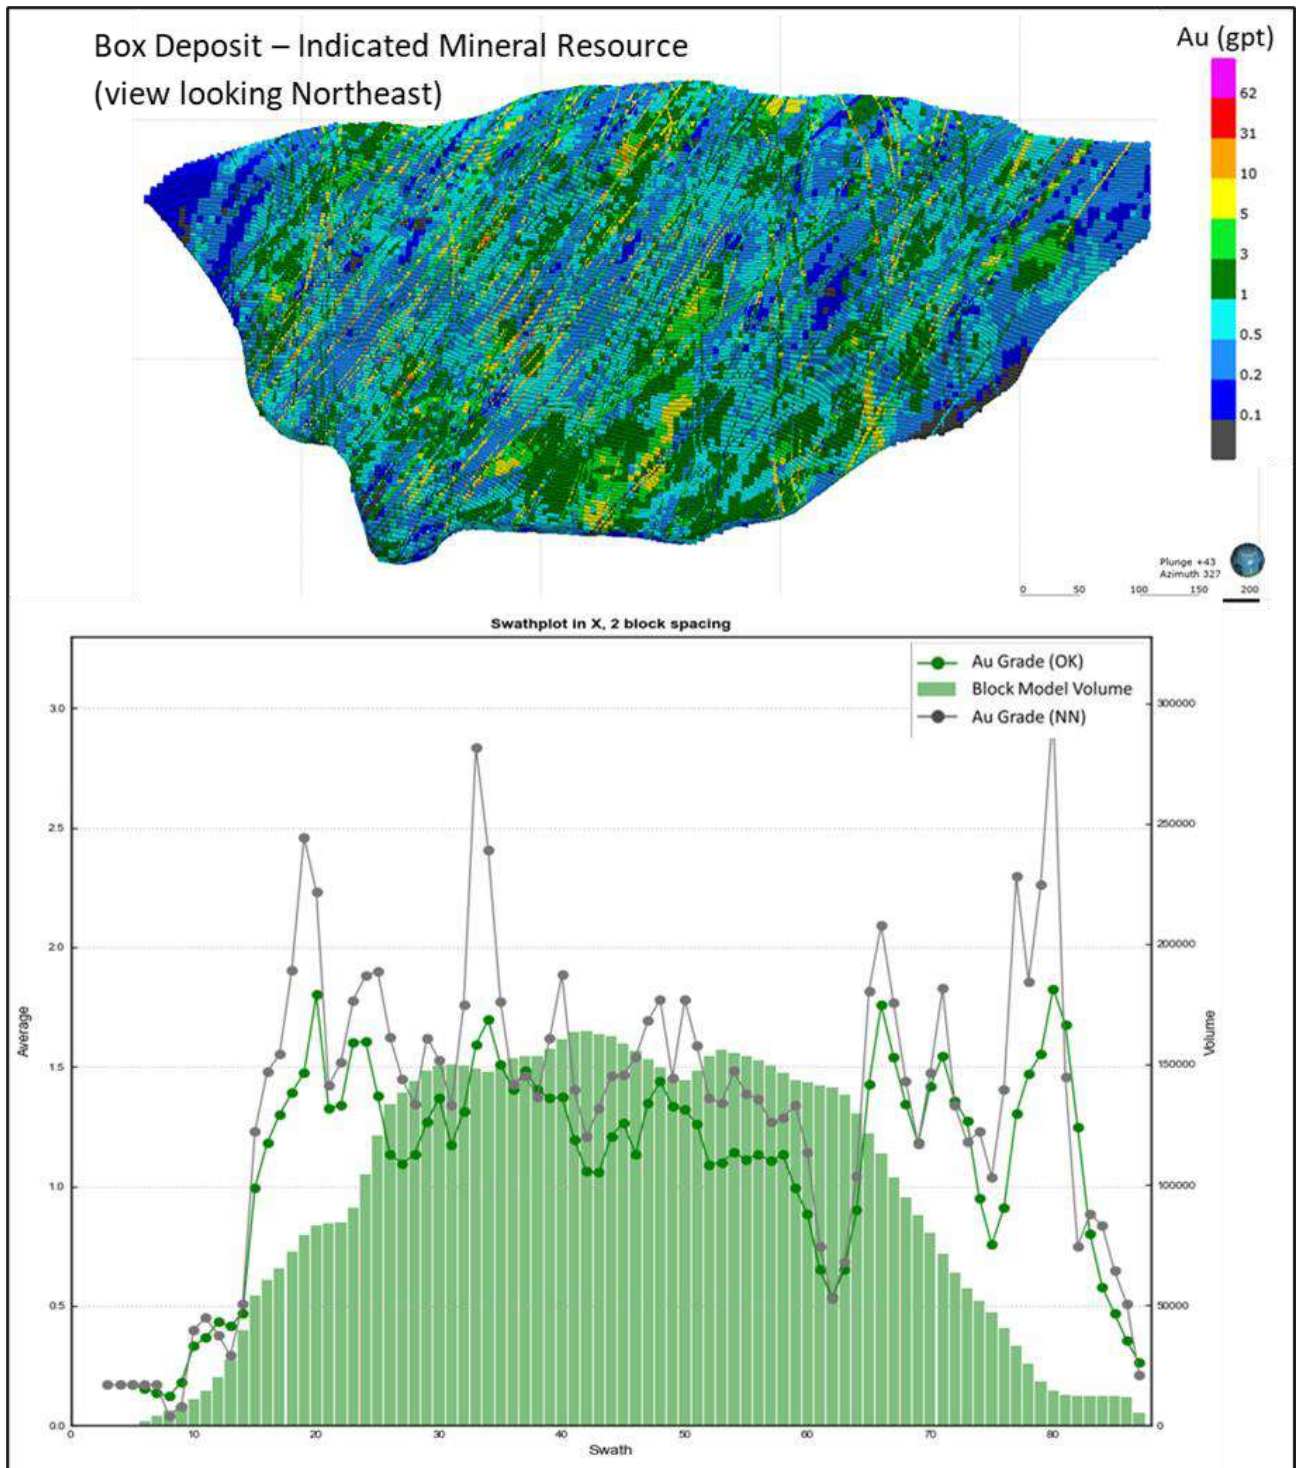 Box Deposit – Indicated Mineral Resource
(view looking Northeast)
Au (gpt)
62
31
10
5
3
1
0.5
0.2
0.1
Plunge +43
Azimuth 327
0 50 100 150 200
Swathplot in X, 2 block spacing
Au Grade (OK)
Block Model Volume
Au Grade (NN)
3.0
2.5
2.0
1.5
1.0
0.5
0.0
Average
300000
250000
200000
150000
100000
50000
0
Volume
0 10 20 30 40 50 60 70 80
Swath